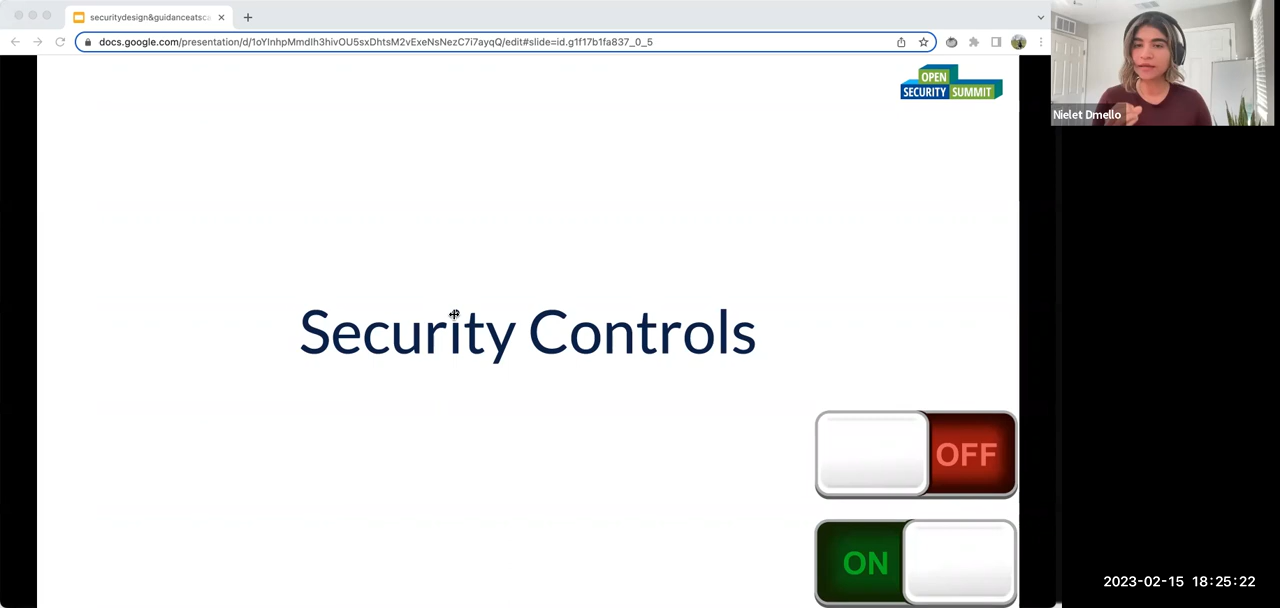 securitydesign&guidanceatsca
docs.google.com/presentation/d/1oYInhpMmdIh3hivOU5sxDhtsM2vExeNsNezC7i7ayqQ/edit#slide=id.g1f17b1fa837_0_5
OPEN
SECURITY SUMMIT
Nielet Dmello
Security Controls
OFF
ON
2023-02-15 18:25:22